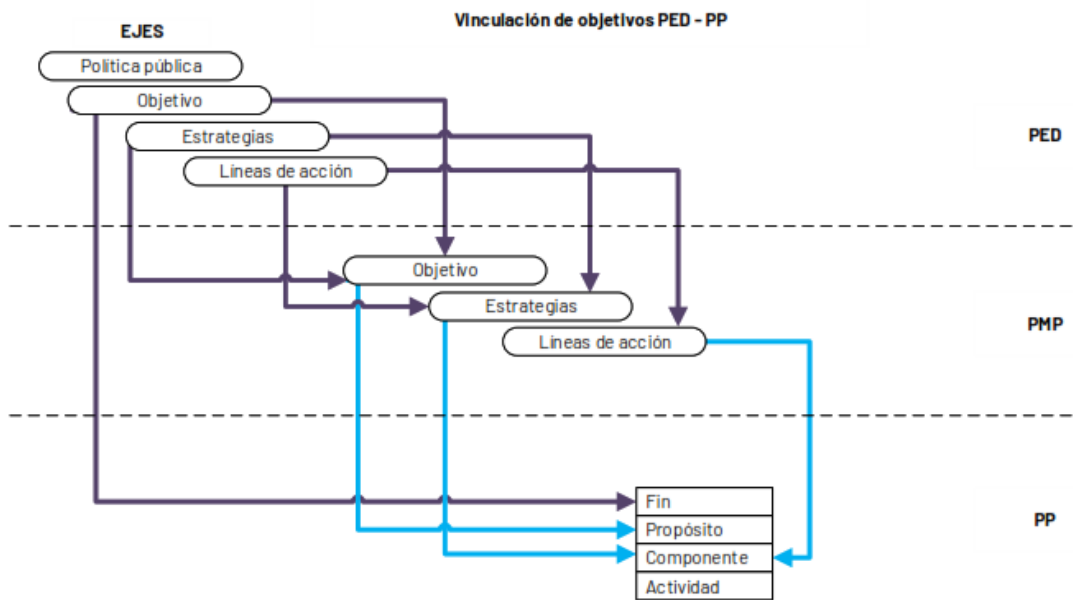 Vinculación de objetivos PED - PP
EJES
Política pública
Objetivo
Estrategias
Líneas de acción
PED
Objetivo
Estrategias
Líneas de acción
PMP
Fin
Propósito
Componente
Actividad
PP